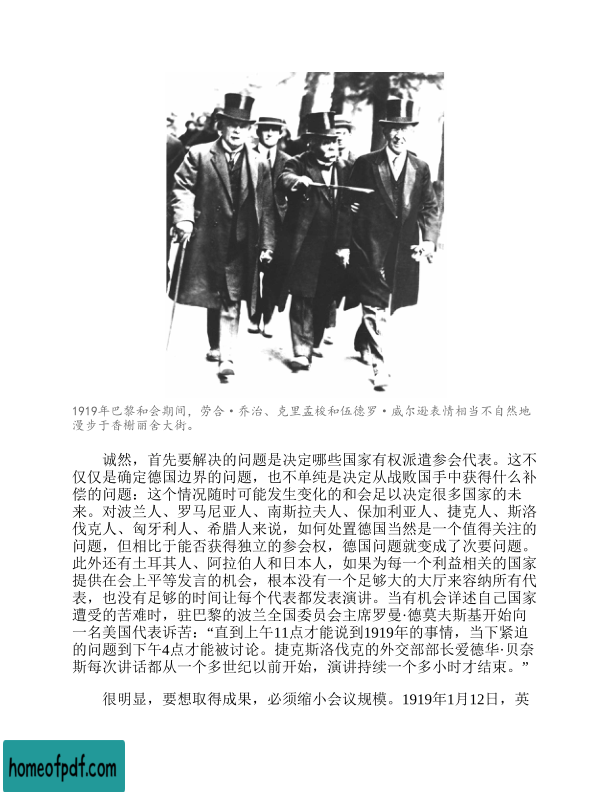 1919年巴黎和会期间，劳合·乔治、克里孟梭和伍德罗·威尔逊表情相当不自然地
漫步于香榭丽舍大街。
诚然，首先要解决的问题是决定哪些国家有权派遣参会代表。这不
仅仅是确定德国边界的问题，也不单纯是决定从战败国手中获得什么补
偿的问题：这个情况随时可能发生变化的和会足以决定很多国家的未
来。对波兰人、罗马尼亚人、南斯拉夫人、保加利亚人、捷克人、斯洛
伐克人、匈牙利人、希腊人来说，如何处置德国当然是一个值得关注的
问题，但相比于能否获得独立的参会权，德国问题就变成了次要问题。
此外还有土耳其人、阿拉伯人和日本人，如果为每一个利益相关的国家
提供在会上平等发言的机会，根本没有一个足够大的大厅来容纳所有代
表，也没有足够的时间让每个代表都发表演讲。当有机会详述自己国家
遭受的苦难时，驻巴黎的波兰全国委员会主席罗曼·德莫夫斯基开始向
一名美国代表诉苦：“直到上午11点才能说到1919年的事情，当下紧迫
的问题到下午4点才能被讨论。捷克斯洛伐克的外交部部长爱德华·贝奈
斯每次讲话都从一个多世纪以前开始，演讲持续一个多小时才结束。”
很明显，要想取得成果，必须缩小会议规模。1919年1月12日，英
homeofpdf.com